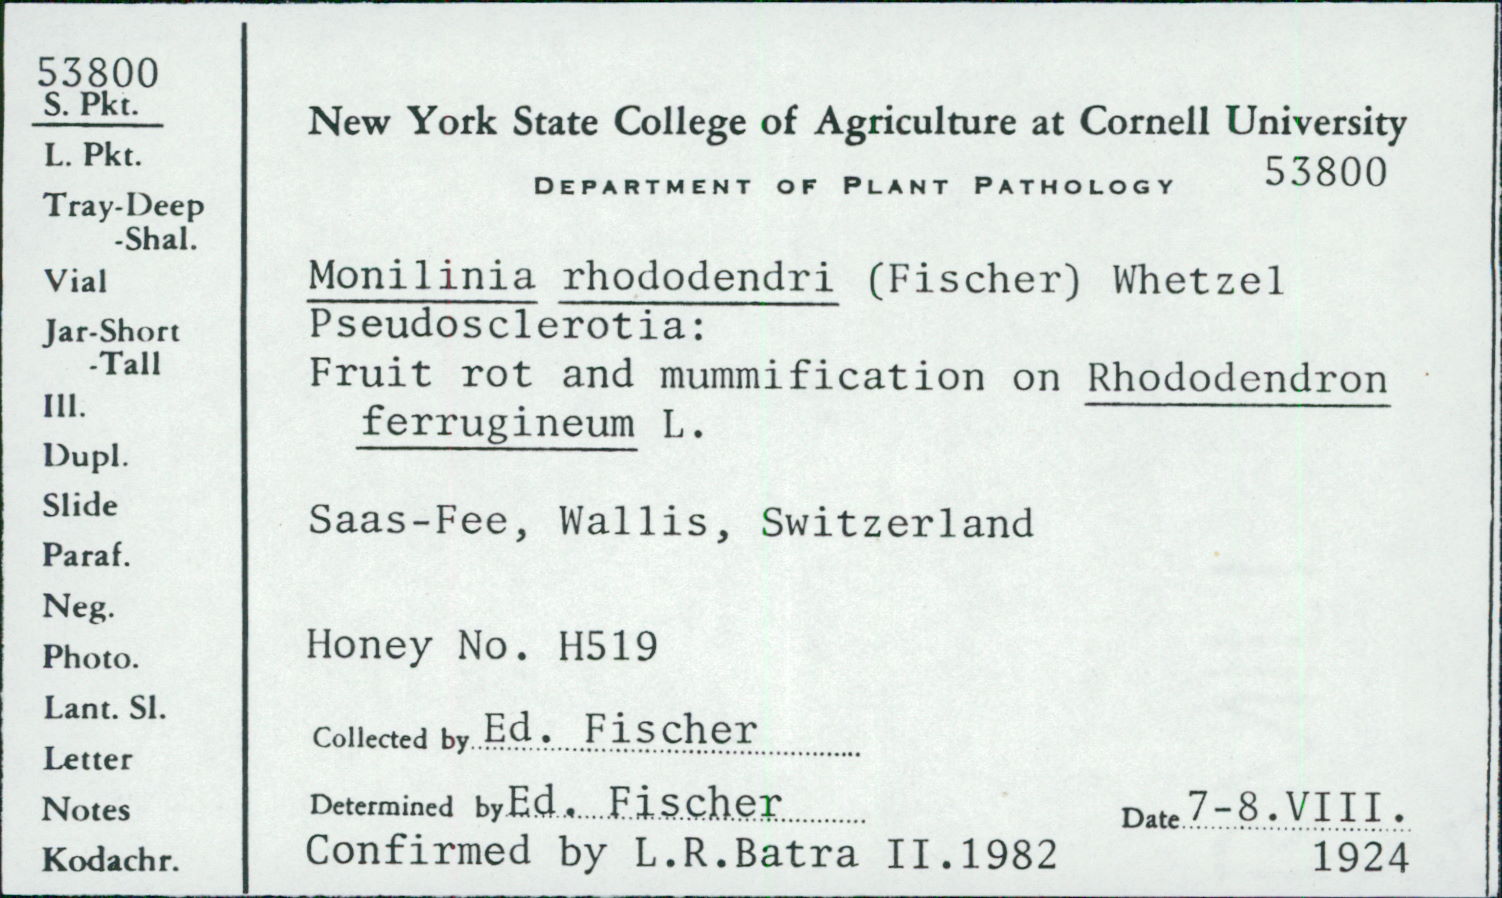 53800
S. Pkt.
L. Pkt.
Tray-Deep
-Shal.
Vial
Jar-Short
-Tall
Ill.
Dupl.
Slide
Paraf.
Neg.
Photo.
Lant. Sl.
Letter
Notes
Kodachr.
New York State College of Agriculture at Cornell University
DEPARTMENT OF PLANT PATHOLOGY 53800
Monilinia rhododendri (Fischer) Whetzel
Pseudosclerotia:
Fruit rot and mummification on Rhododendron
ferrugineum L.
Saas-Fee, Wallis, Switzerland
Honey No. H519
Collected by Ed. Fischer
Determined by Ed. Fischer Date 7-8.VIII.
Confirmed by L.R.Batra II.1982 1924